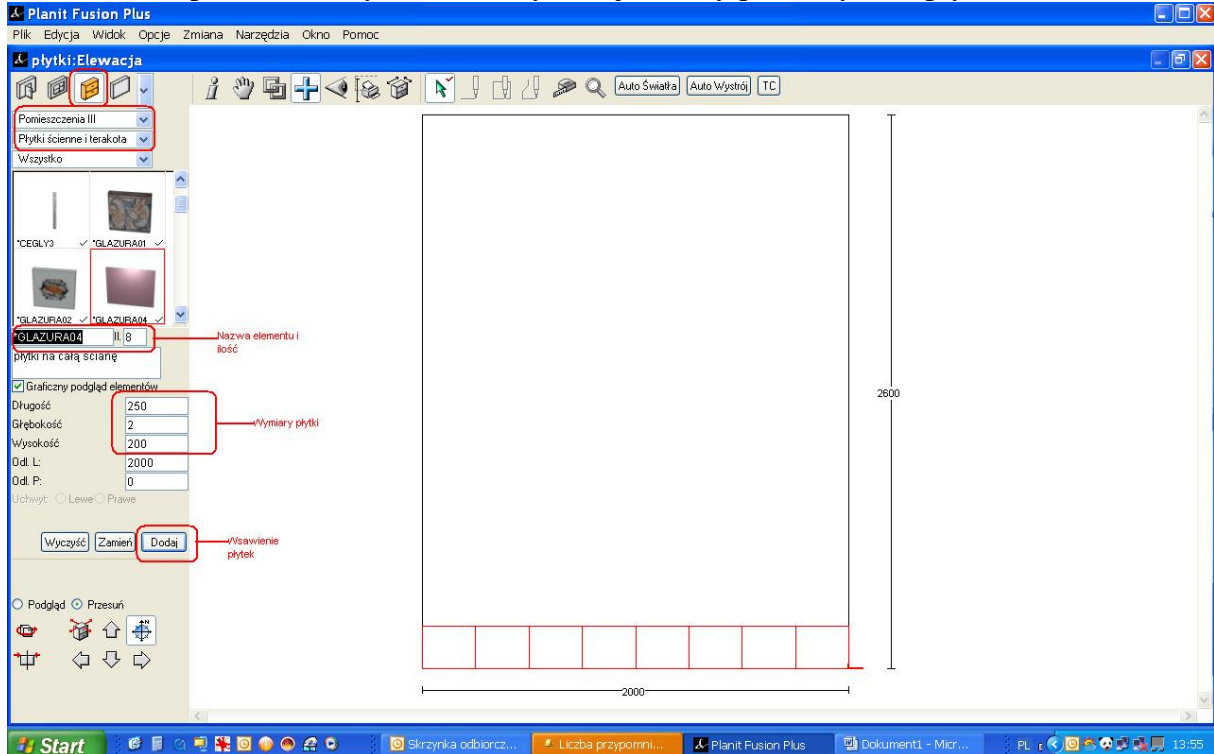 Planit Fusion Plus
Plik Edycja Widok Opcje Zmiana Narzędzia Okno Pomoc
płytki:Elewacja
Auto Światła Auto Wystrój TC
Pomieszczenia III
Płytki ścienne i terakota
Wszystko
*CEGLY3 *GLAZURA01
*GLAZURA02 *GLAZURA04
*GLAZURA04 Il. 8
Nazwa elementu i
ilość
płytki na całą ścianę
Graficzny podgląd elementów
Długość 250
Głębokość 2
Wymiary płytki
Wysokość 200
Odl. L: 2000
Odl. P: 0
Uchwyt: Lewe Prawe
Wyczyść Zamień Dodaj
Wsawienie
płytek
Podgląd Przesuń
N
2600
2000
Start Skrzynka odbiorcz... Liczba przypomni... Planit Fusion Plus Dokument1 - Micr... PL 13:55